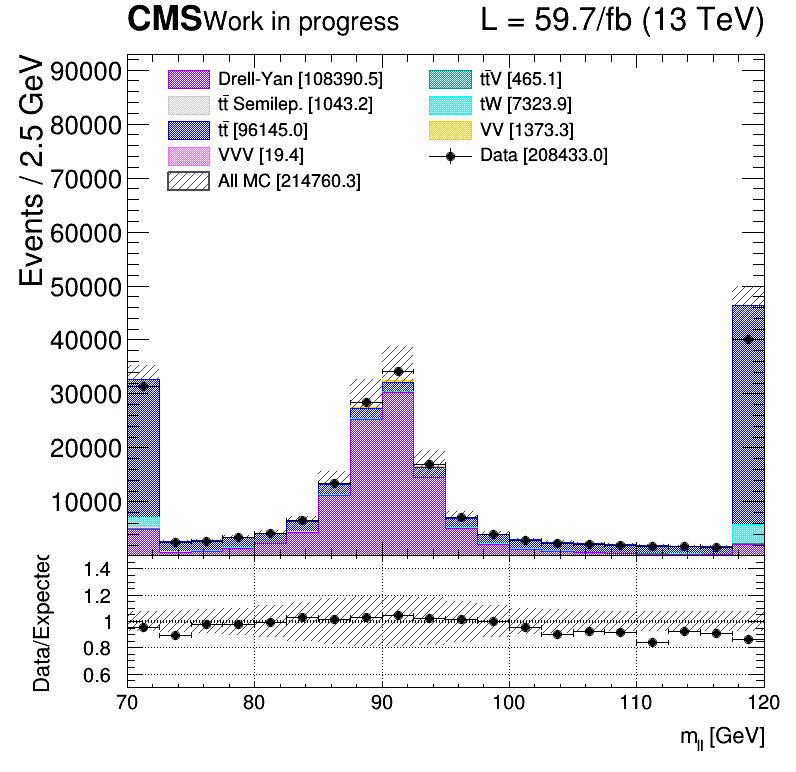 CMS Work in progress L = 59.7/fb (13 TeV)
Events / 2.5 GeV
90000
80000
70000
60000
50000
40000
30000
20000
10000
Drell-Yan [108390.5]
tt̄ Semilep. [1043.2]
tt̄ [96145.0]
VVV [19.4]
All MC [214760.3]
tt̄V [465.1]
tW [7323.9]
VV [1373.3]
Data [208433.0]
Data/Expected
1.4
1.2
1
0.8
0.6
70 80 90 100 110 120
m_ll [GeV]